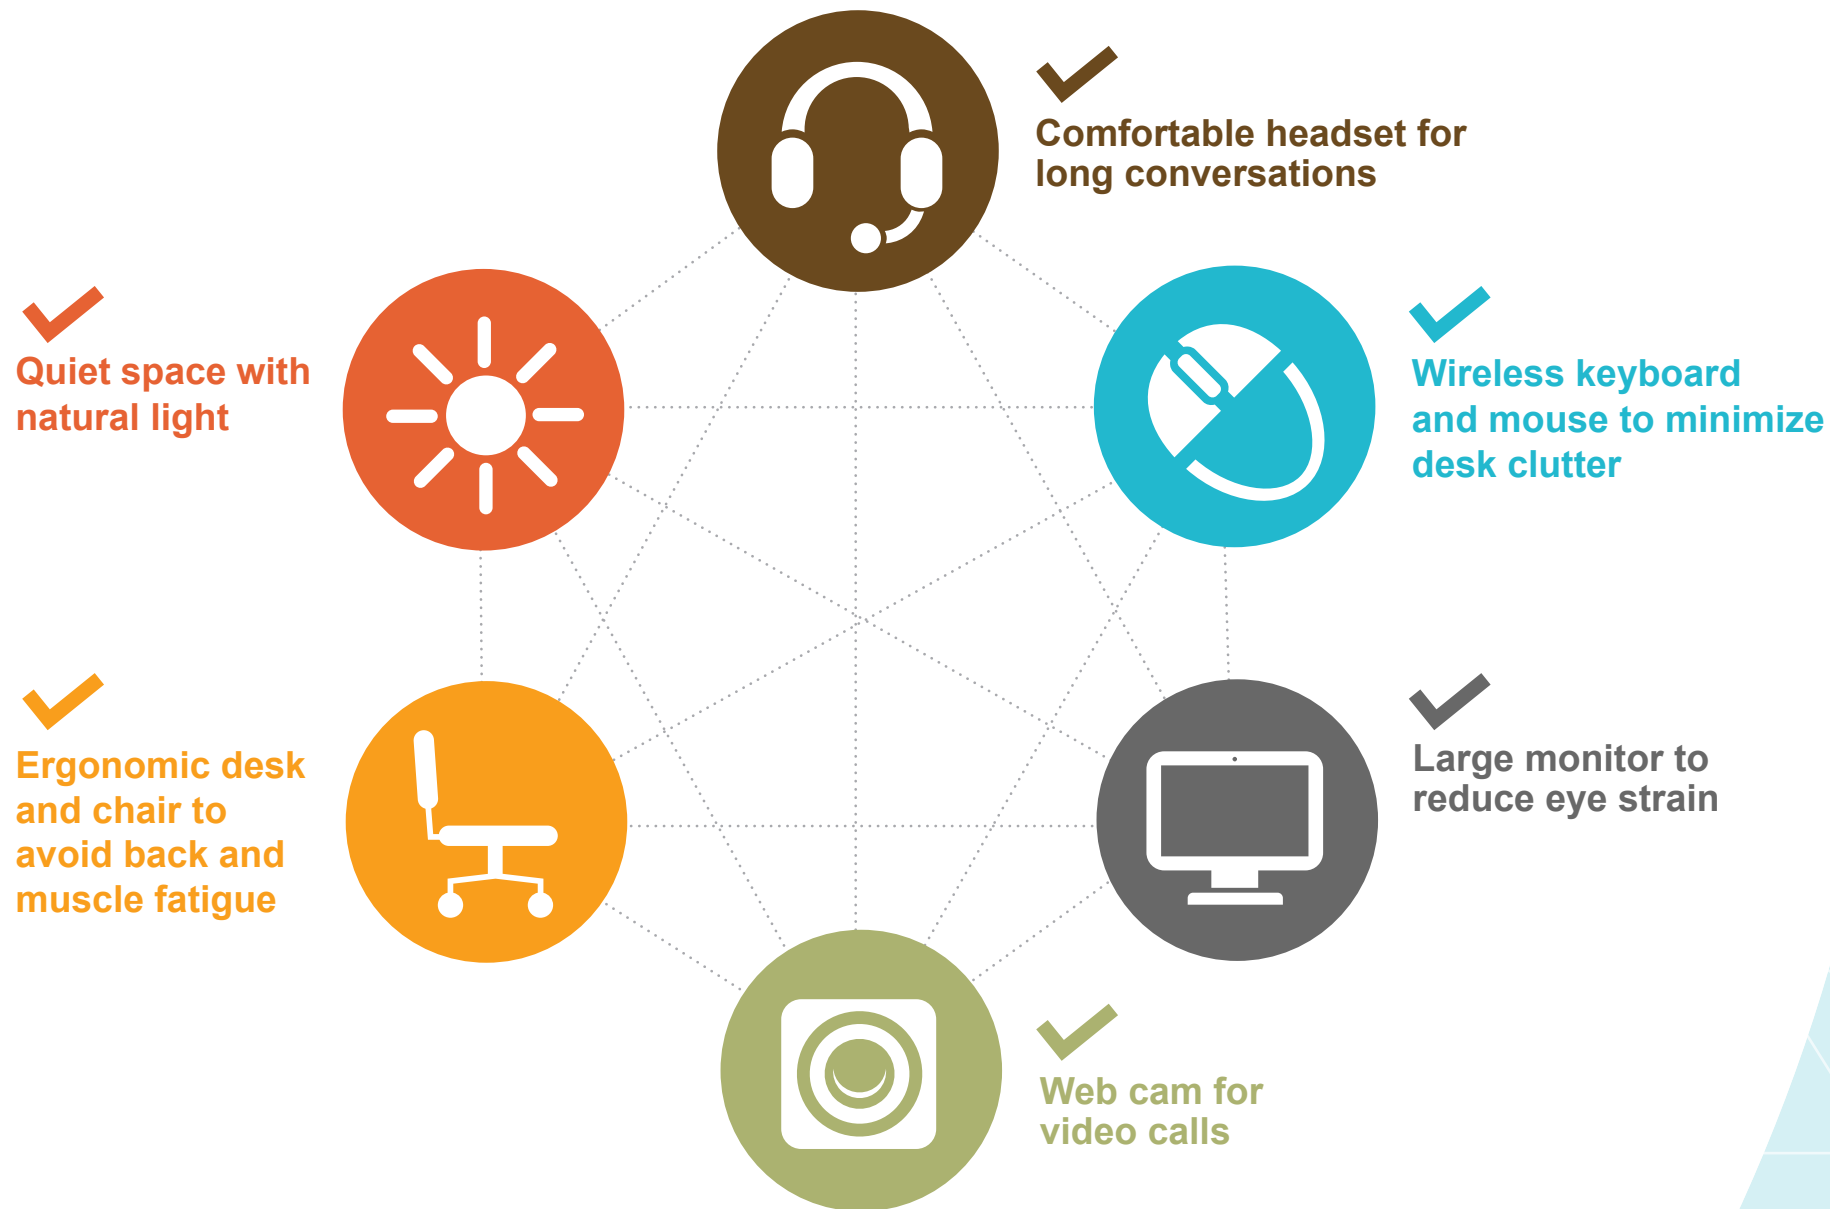 Comfortable headset for
long conversations
Quiet space with
natural light
Wireless keyboard
and mouse to minimize
desk clutter
Ergonomic desk
and chair to
avoid back and
muscle fatigue
Large monitor to
reduce eye strain
Web cam for
video calls